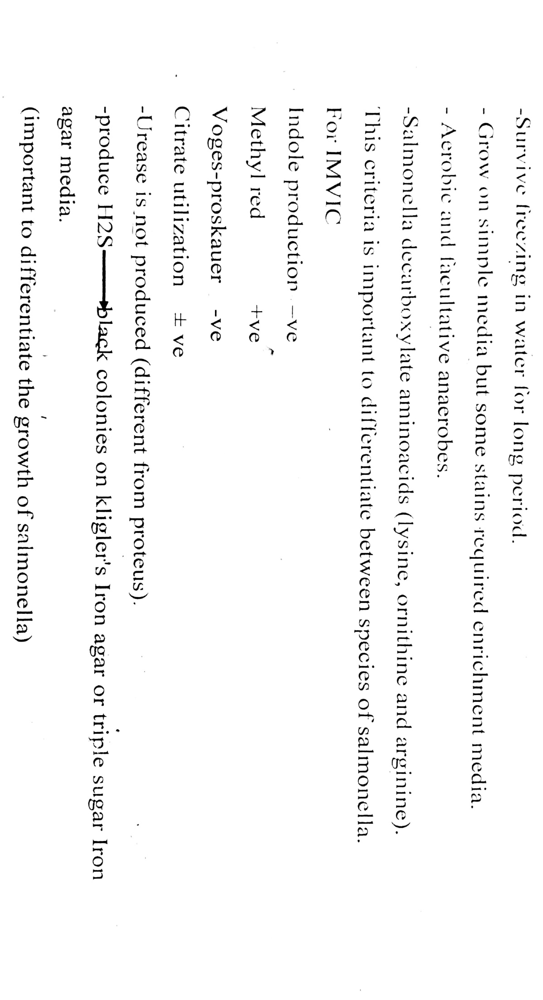 -Survive freezing in water for long period.
- Grow on simple media but some stains required enrichment media.
- Aerobic and facultative anaerobes.
-Salmonella decarboxylate aminoacids (lysine, ornithine and arginine).
This criteria is important to differentiate between species of salmonella.
For IMVIC
Indole production –ve
Methyl red +ve
Voges-proskauer -ve
Citrate utilization ± ve
-Urease is not produced (different from proteus).
-produce H2S→black colonies on kligler's Iron agar or triple sugar Iron
agar media.
(important to differentiate the growth of salmonella)